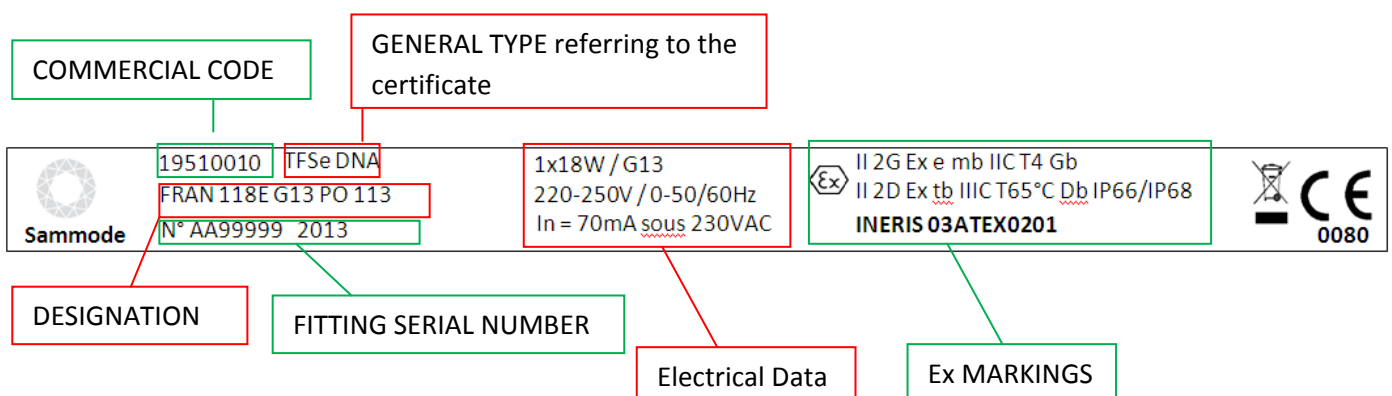 COMMERCIAL CODE
GENERAL TYPE referring to the
certificate
Sammode
19510010 TFSe DNA
FRAN 118E G13 PO 113
N° AA99999 2013
1x18W / G13
220-250V / 0-50/60Hz
In = 70mA sous 230VAC
Ex
II 2G Ex e mb IIC T4 Gb
II 2D Ex tb IIIC T65°C Db IP66/IP68
INERIS 03ATEX0201
CE
0080
DESIGNATION
FITTING SERIAL NUMBER
Electrical Data
Ex MARKINGS